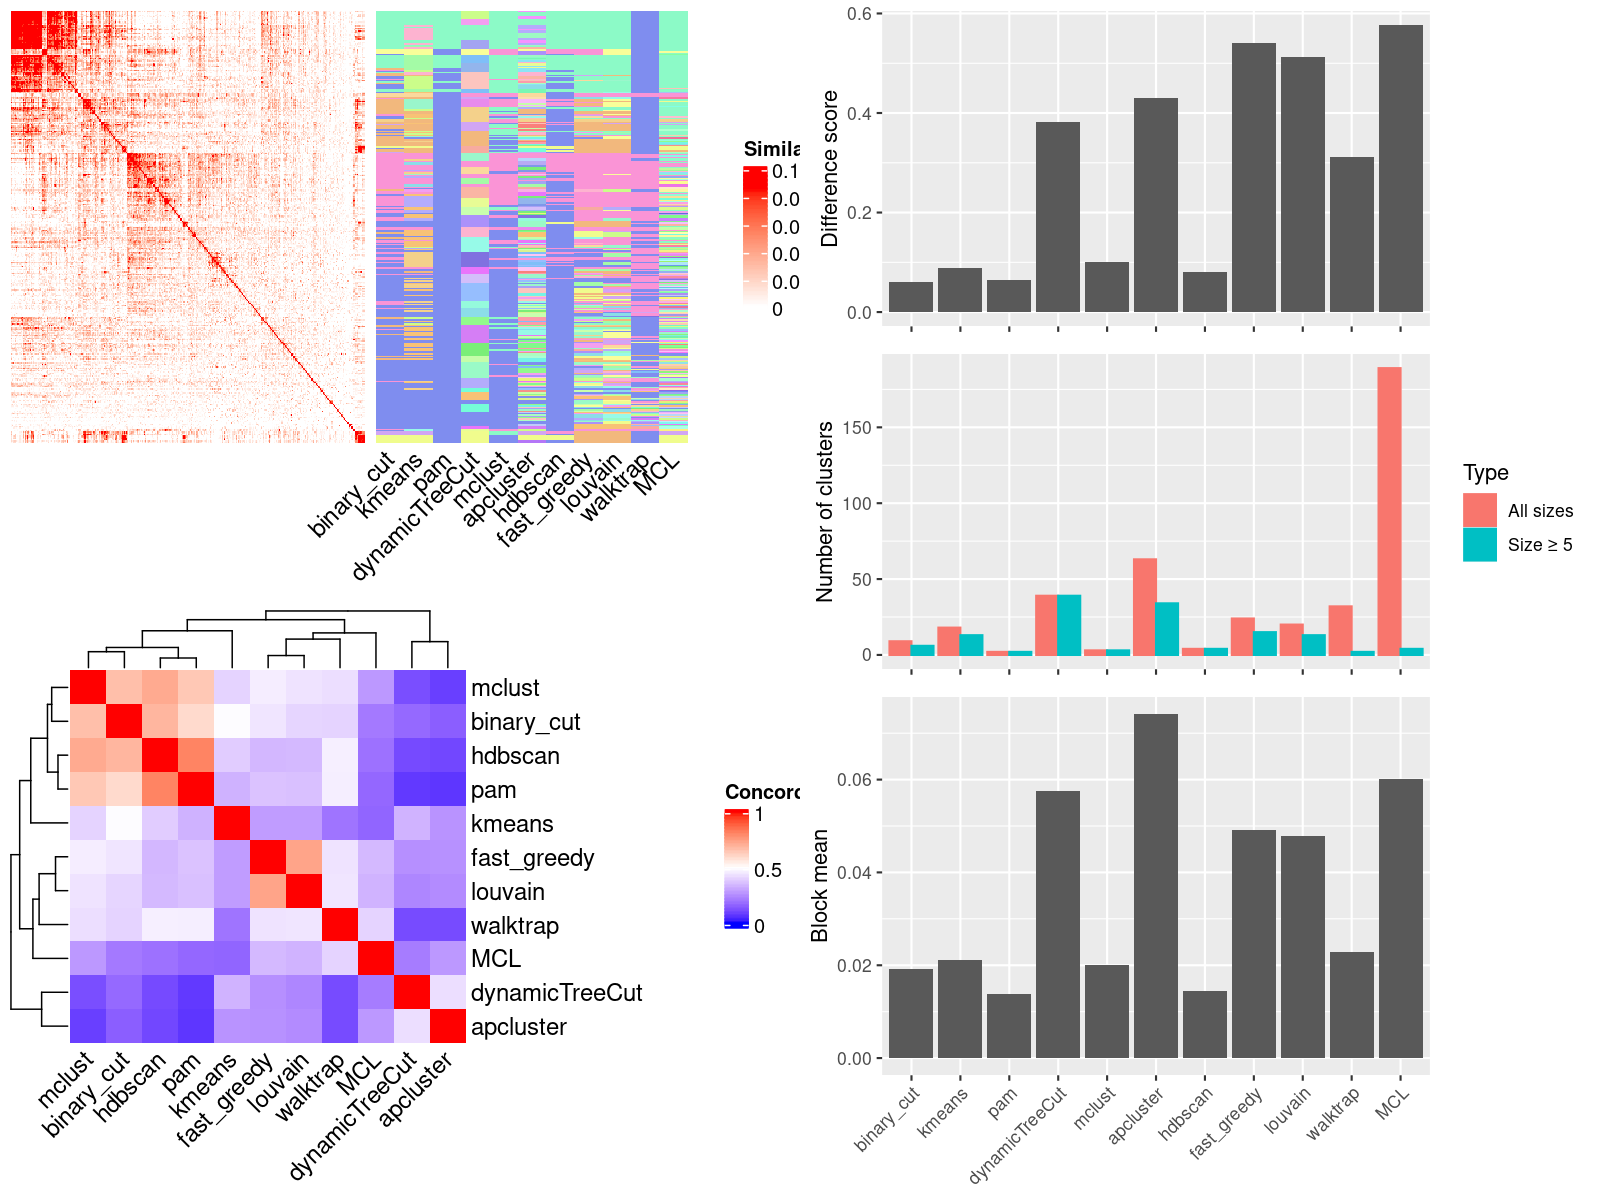 Simila
0.1
0.0
0.0
0.0
0
binary_cut
kmeans
pam
dynamicTreeCut
mclust
apcluster
hdbscan
fast_greedy
louvain
walktrap
MCL
mclust
binary_cut
hdbscan
pam
kmeans
fast_greedy
louvain
walktrap
MCL
dynamicTreeCut
apcluster
mclust
binary_cut
hdbscan
pam
kmeans
fast_greedy
louvain
walktrap
MCL
dynamicTreeCut
apcluster
Concord
1
0.5
0
Difference score
0.6
0.4
0.2
0.0
Number of clusters
150
100
50
0
Type
All sizes
Size ≥ 5
Block mean
0.06
0.04
0.02
0.00
binary_cut
kmeans
pam
dynamicTreeCut
mclust
apcluster
hdbscan
fast_greedy
louvain
walktrap
MCL